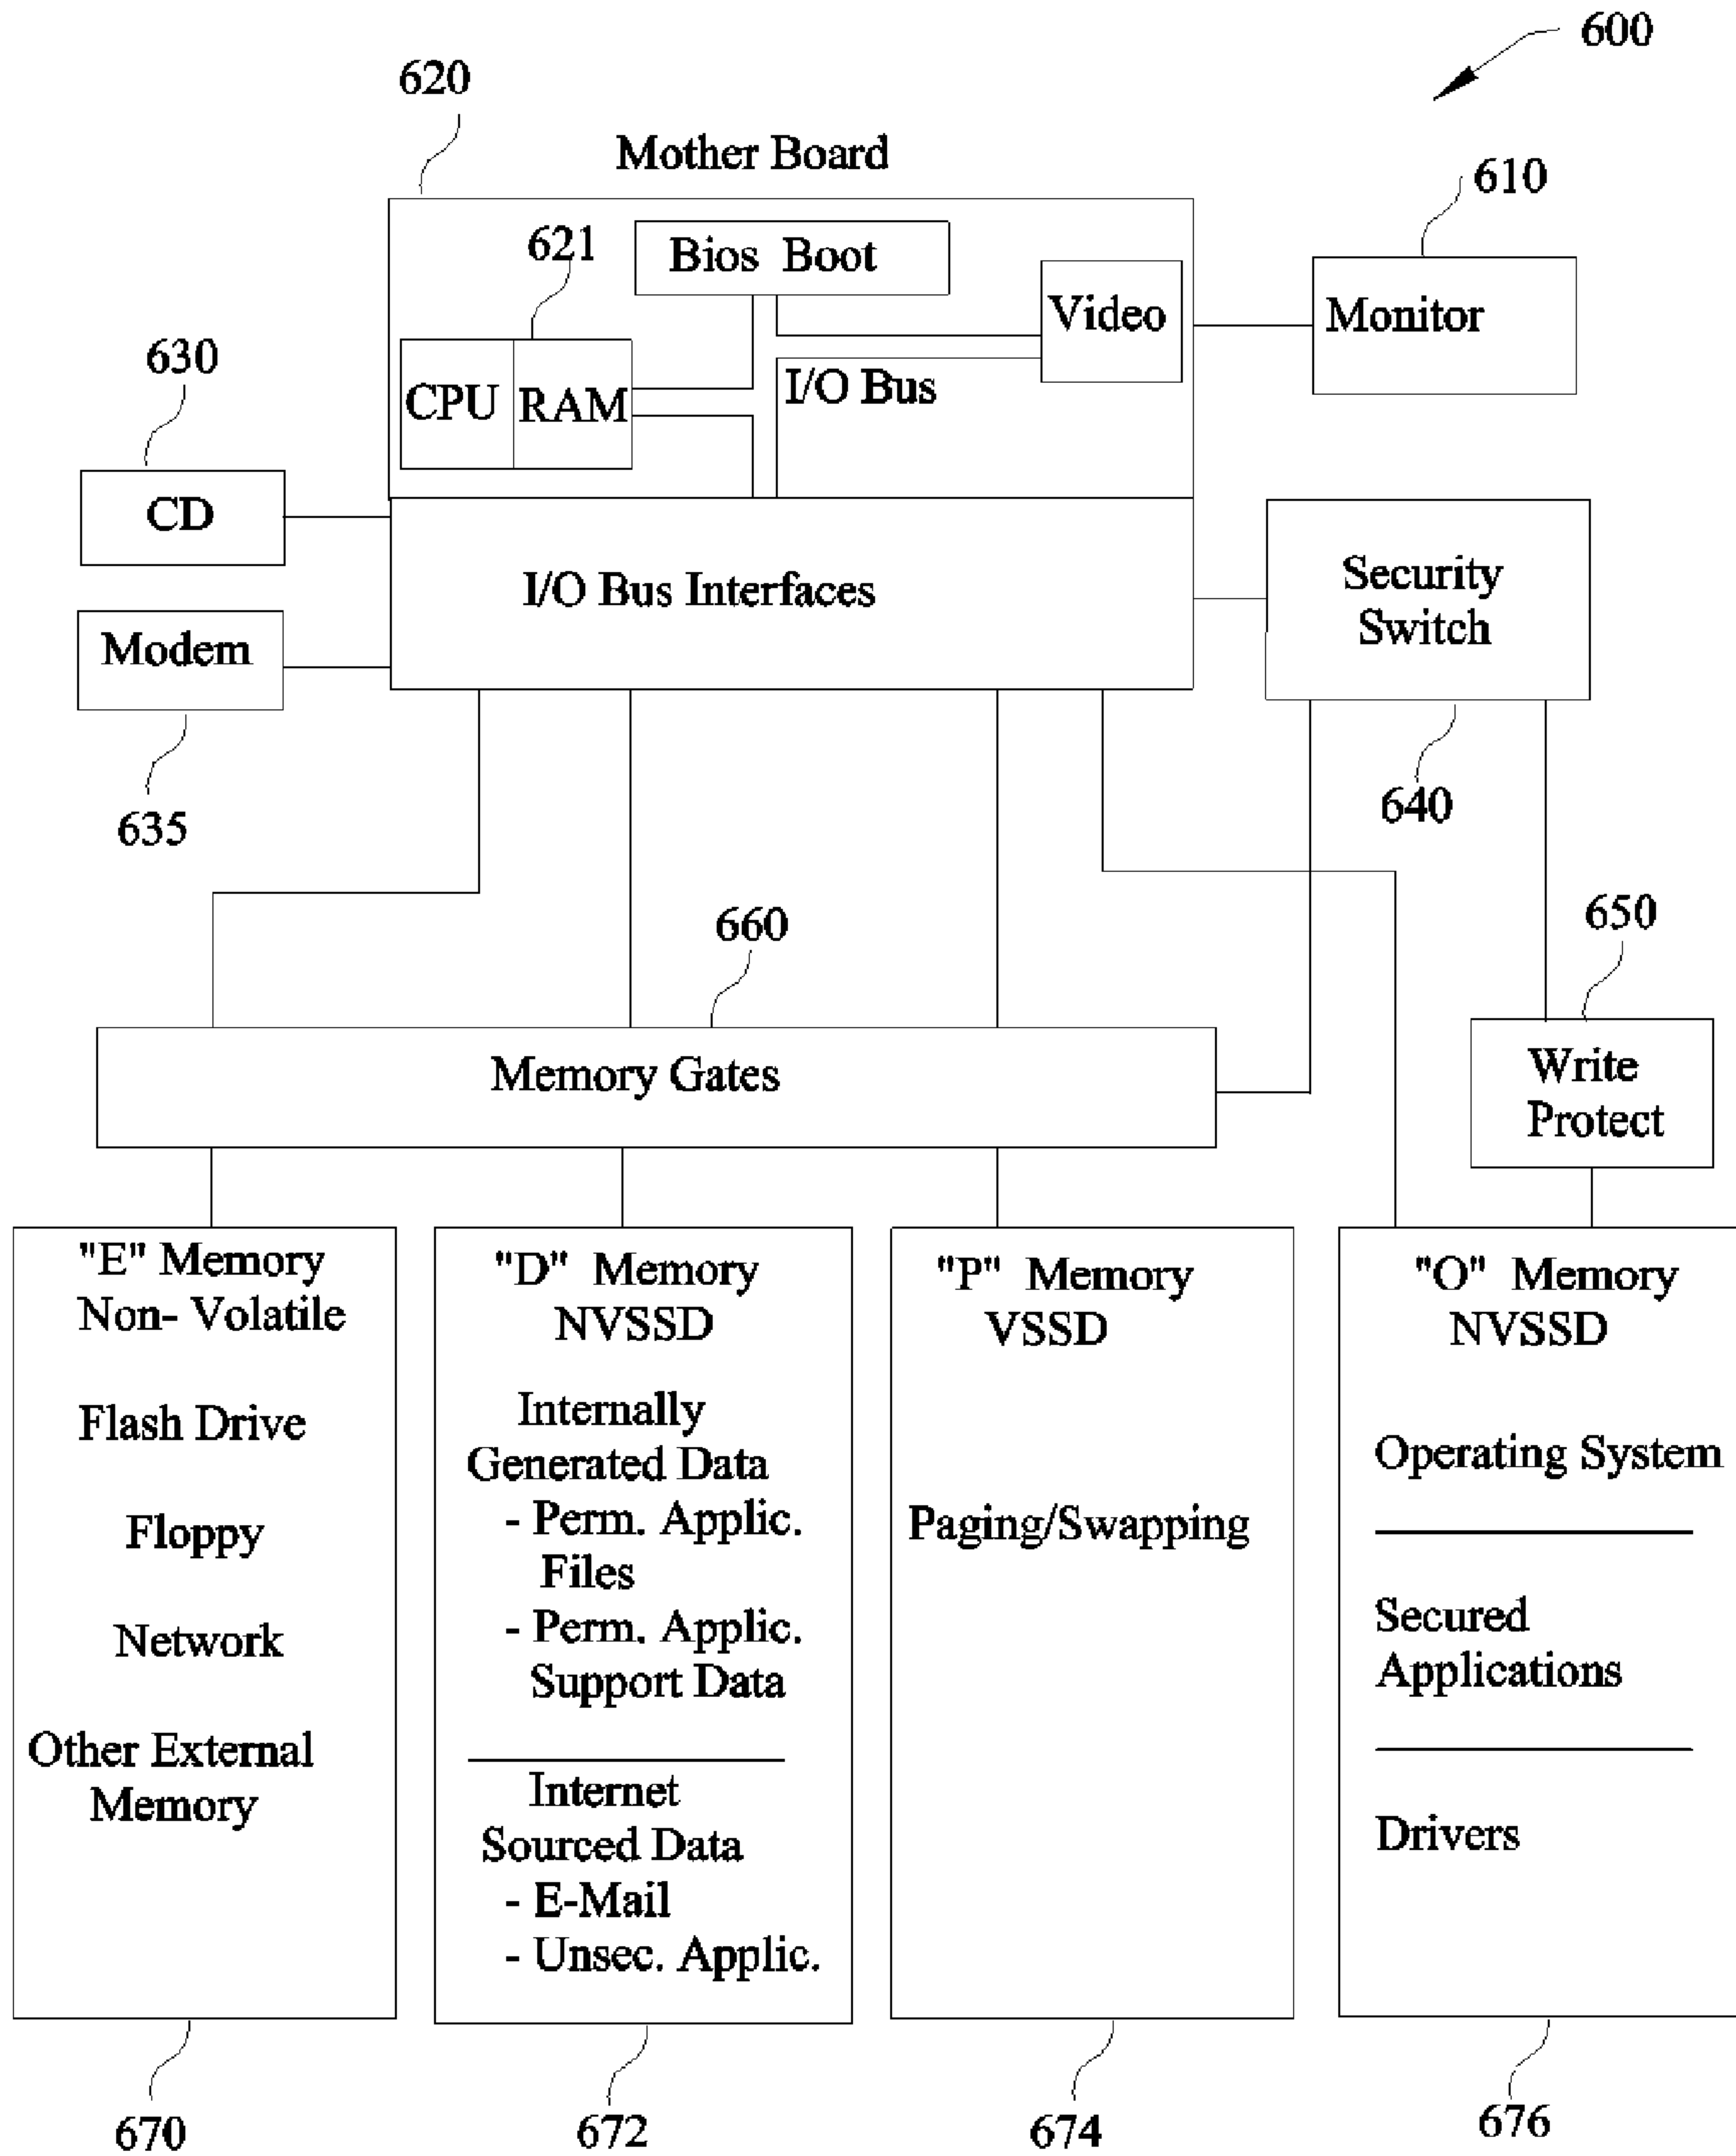 600
620
Mother Board
610
621
Bios Boot
Video
Monitor
630
CPU
RAM
I/O Bus
CD
I/O Bus Interfaces
Security
Switch
Modem
635
640
660
650
Memory Gates
Write
Protect
"E" Memory
Non- Volatile
Flash Drive
Floppy
Network
Other External
Memory
"D" Memory
NVSSD
Internally
Generated Data
- Perm. Applic.
Files
- Perm. Applic.
Support Data
Internet
Sourced Data
- E-Mail
- Unsec. Applic.
"P" Memory
VSSD
Paging/Swapping
"O" Memory
NVSSD
Operating System
Secured
Applications
Drivers
670
672
674
676